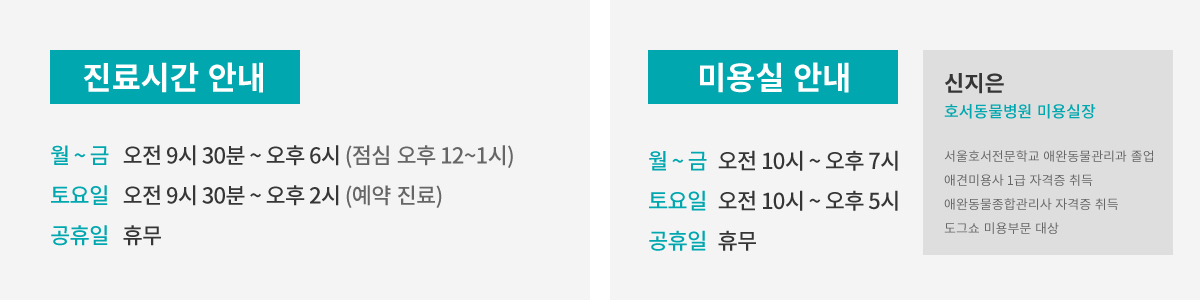 진료시간 안내
월 ~ 금 오전 9시 30분 ~ 오후 6시 (점심 오후 12~1시)
토요일 오전 9시 30분 ~ 오후 2시 (예약 진료)
공휴일 휴무
미용실 안내
월 ~ 금 오전 10시 ~ 오후 7시
토요일 오전 10시 ~ 오후 5시
공휴일 휴무
신지은
호서동물병원 미용실장
서울호서전문학교 애완동물관리과 졸업
애견미용사 1급 자격증 취득
애완동물종합관리사 자격증 취득
도그쇼 미용부문 대상